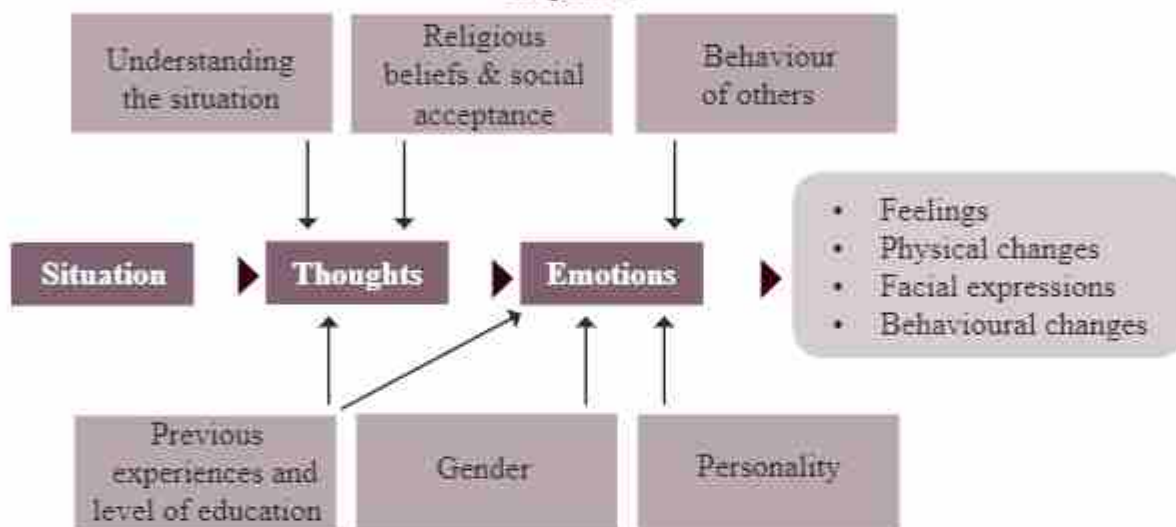 Understanding
the situation
Religious
beliefs & social
acceptance
Behaviour
of others
Situation
Thoughts
Emotions
• Feelings
• Physical changes
• Facial expressions
• Behavioural changes
Previous
experiences and
level of education
Gender
Personality